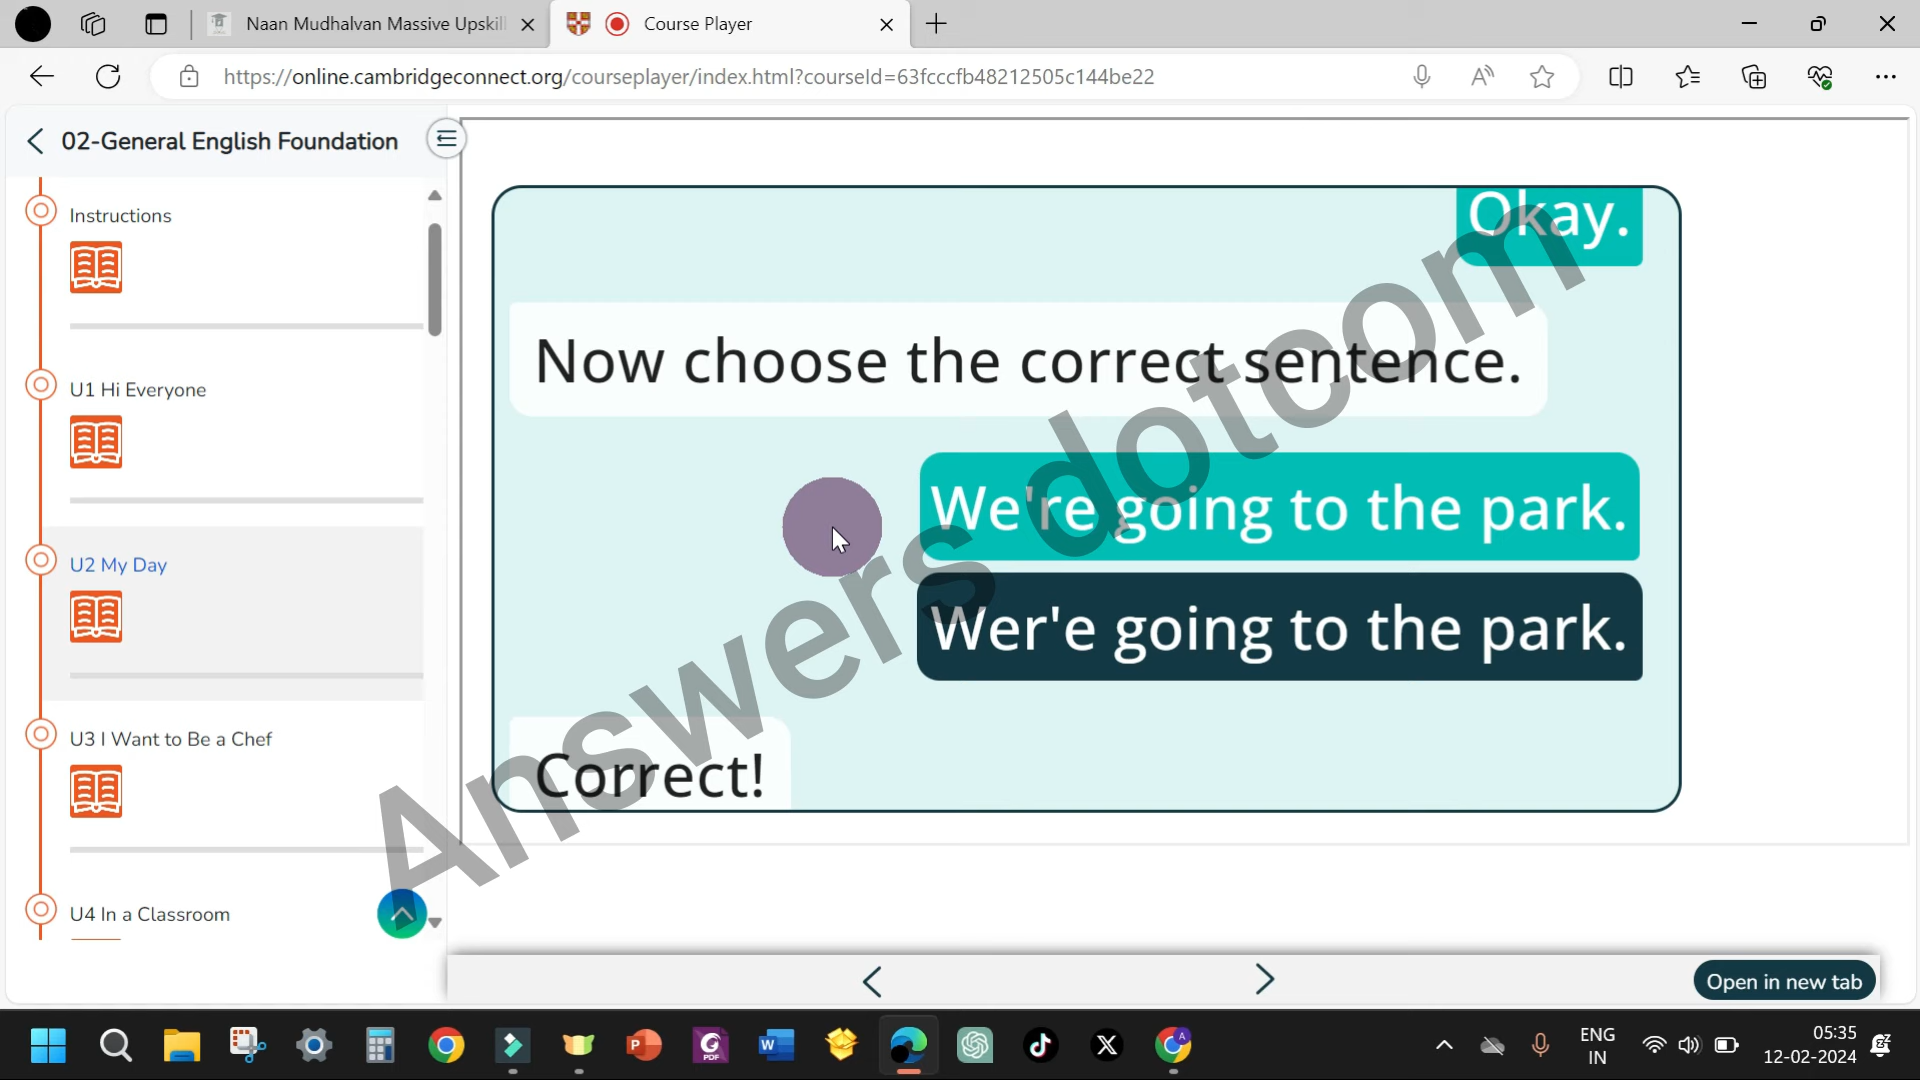 Naan Mudhalvan Massive Upskil
Course Player
https://online.cambridgeconnect.org/courseplayer/index.html?courseId=63fcccfb48212505c144be22
02-General English Foundation
Instructions
U1 Hi Everyone
U2 My Day
U3 I Want to Be a Chef
U4 In a Classroom
Okay.
Now choose the correct sentence.
We're going to the park.
Wer'e going to the park.
Correct!
Answers dotcom
Open in new tab
ENG
IN
05:35
12-02-2024